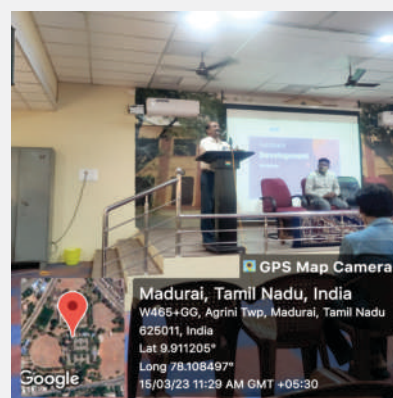 Development
GPS Map Camera
Madurai, Tamil Nadu, India
W465+GG, Agrini Twp, Madurai, Tamil Nadu
625011, India
Lat 9.911205°
Long 78.108497°
15/03/23 11:29 AM GMT +05:30
Google